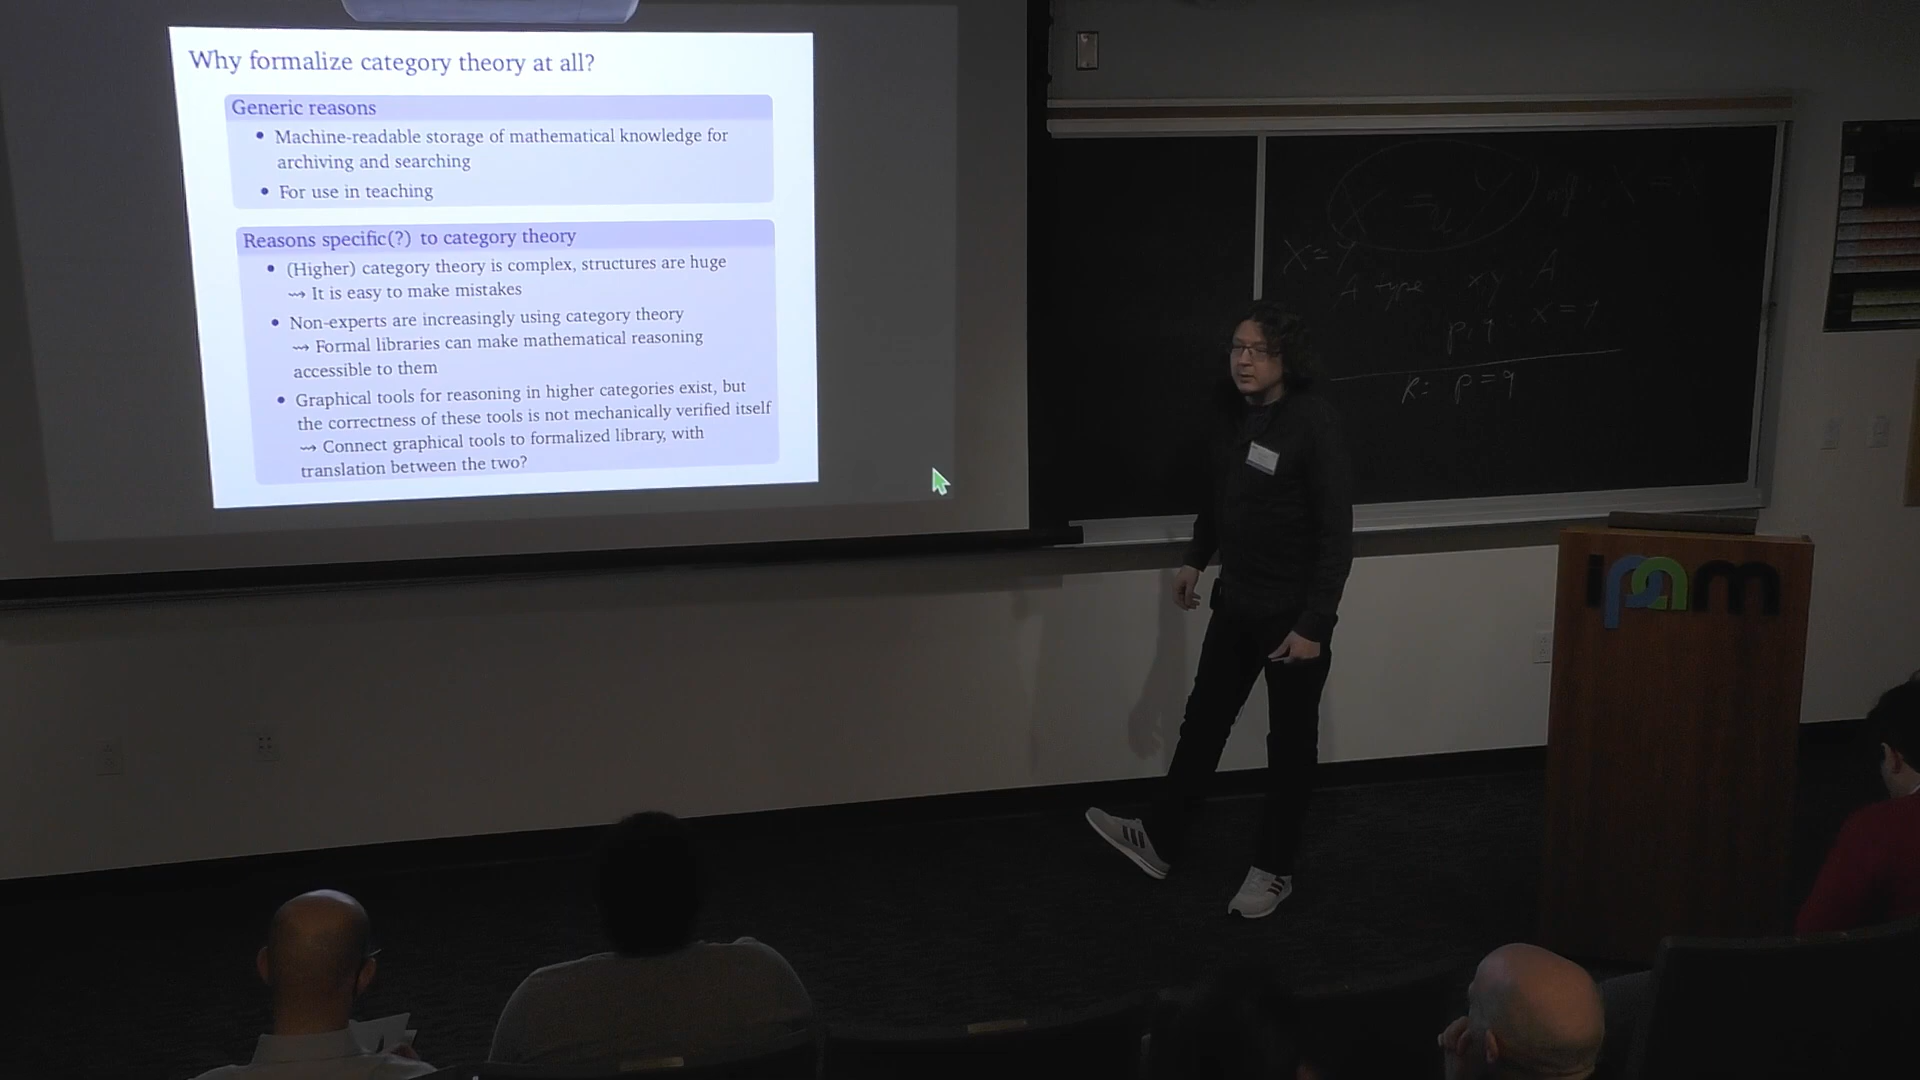 Why formalize category theory at all?
Generic reasons
• Machine-readable storage of mathematical knowledge for
archiving and searching
• For use in teaching
Reasons specific(?) to category theory
• (Higher) category theory is complex, structures are huge
⇝ It is easy to make mistakes
• Non-experts are increasingly using category theory
⇝ Formal libraries can make mathematical reasoning
accessible to them
• Graphical tools for reasoning in higher categories exist, but
the correctness of these tools is not mechanically verified itself
⇝ Connect graphical tools to formalized library, with
translation between the two?
X = Y
A type x,y : A
p, q : x = y
p = q
ipam